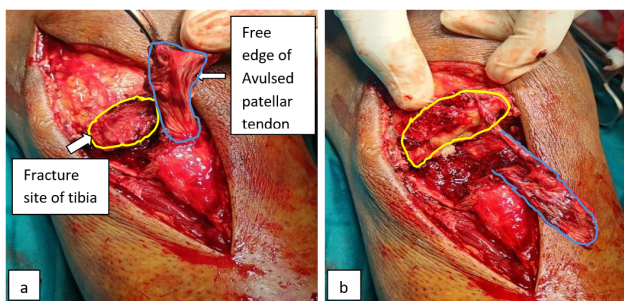 Free
edge of
Avulsed
patellar
tendon
Fracture
site of tibia
a
b